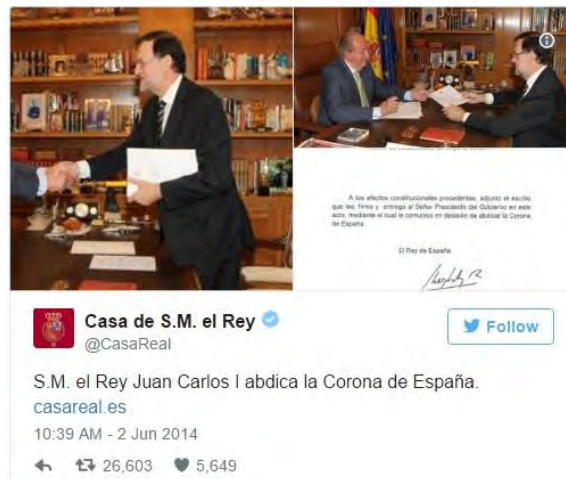 A los efectos constitucionales procedentes, adjunto el escrito
que leo, firmo y entrego al Señor Presidente del Gobierno en este
acto, mediante el cual le comunico mi decisión de abdicar la Corona
de España.
El Rey de España
Casa de S.M. el Rey
@CasaReal
Follow
S.M. el Rey Juan Carlos I abdica la Corona de España.
casareal.es
10:39 AM - 2 Jun 2014
26,603 5,649